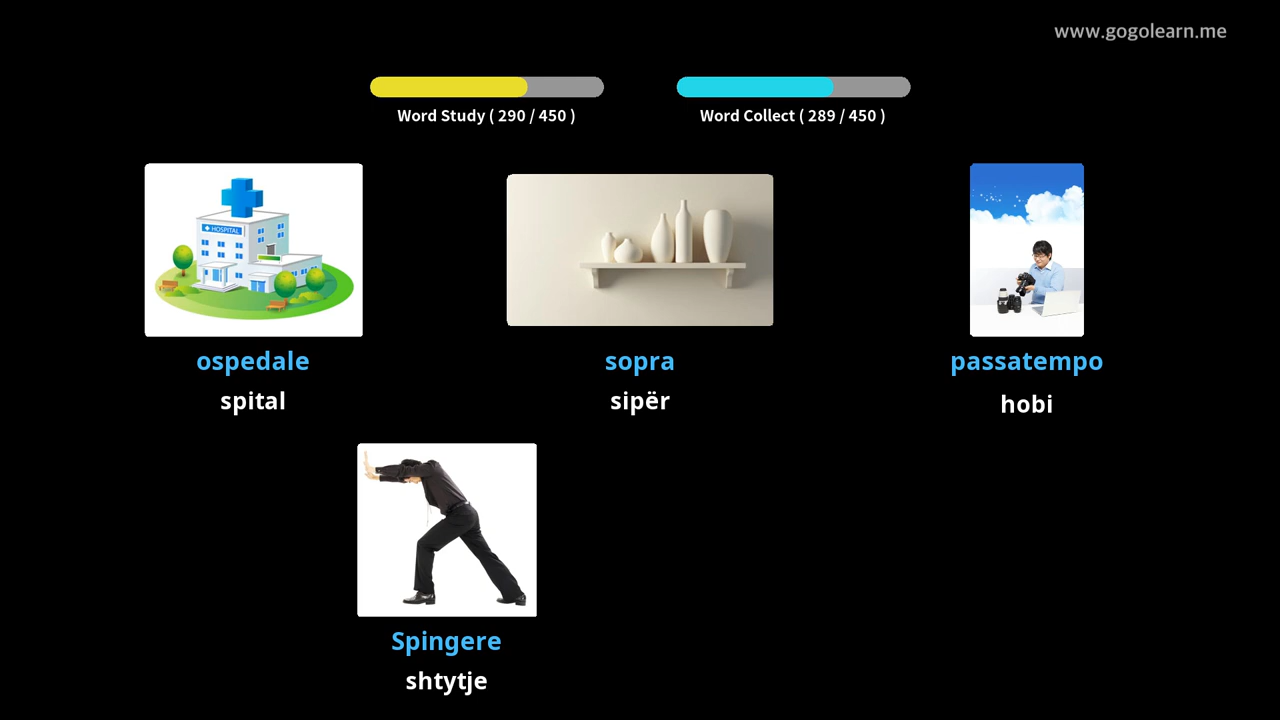 www.gogolearn.me
Word Study ( 290 / 450 )
Word Collect ( 289 / 450 )
HOSPITAL
ospedale
spital
sopra
sipër
passatempo
hobi
Spingere
shtytje